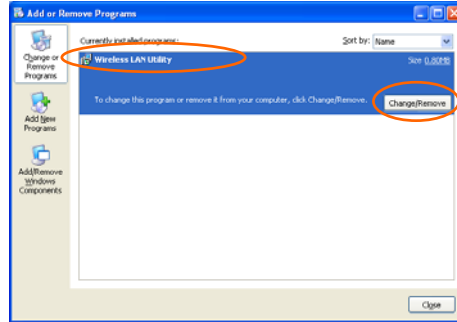 Add or Remove Programs
Change or Remove Programs
Currently installed programs:
Sort by: Name
Wireless LAN Utility
Size 0.80MB
To change this program or remove it from your computer, click Change/Remove.
Change/Remove
Add New Programs
Add/Remove Windows Components
Close